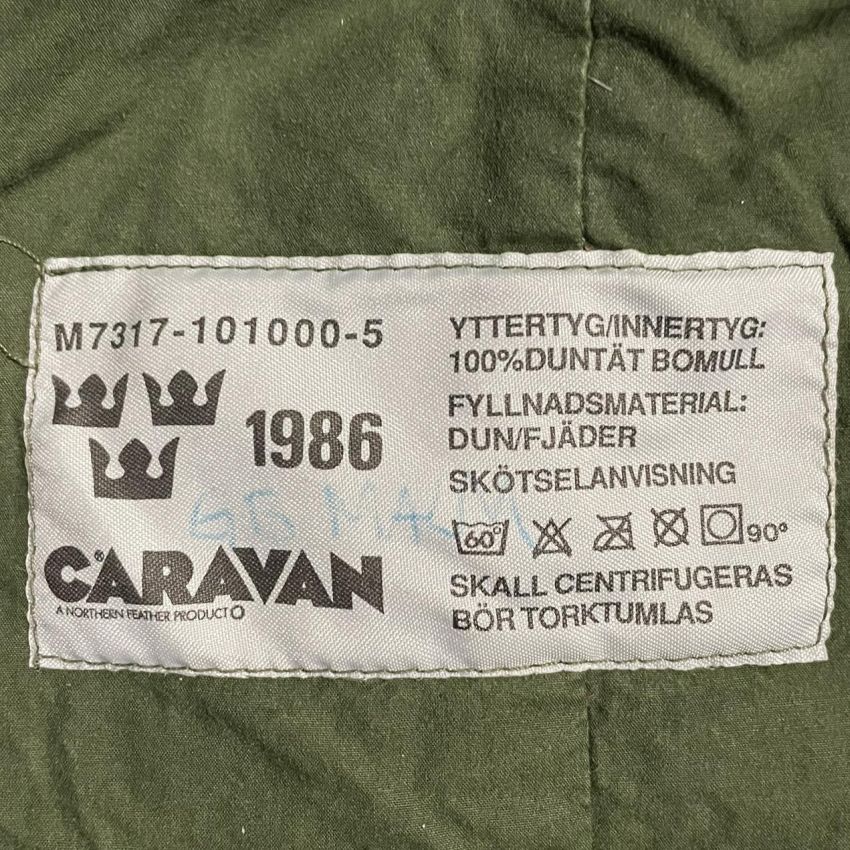 M7317-101000-5
1986
CARAVAN
A NORTHERN FEATHER PRODUCT
YTTERTYG/INNERTYG:
100%DUNTÄT BOMULL
FYLLNADSMATERIAL:
DUN/FJÄDER
SKÖTSELANVISNING
60° 90°
SKALL CENTRIFUGERAS
BÖR TORKTUMLAS